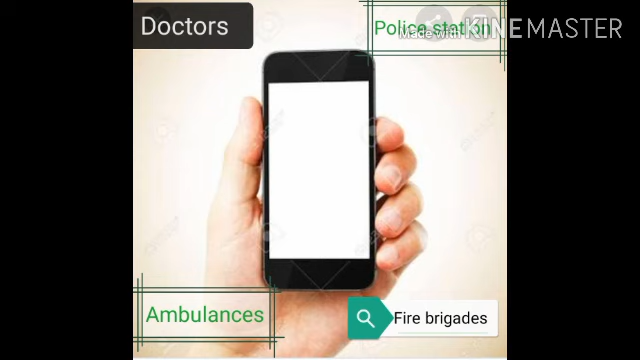 Doctors
Police station
Made with KINEMASTER
Ambulances
Fire brigades